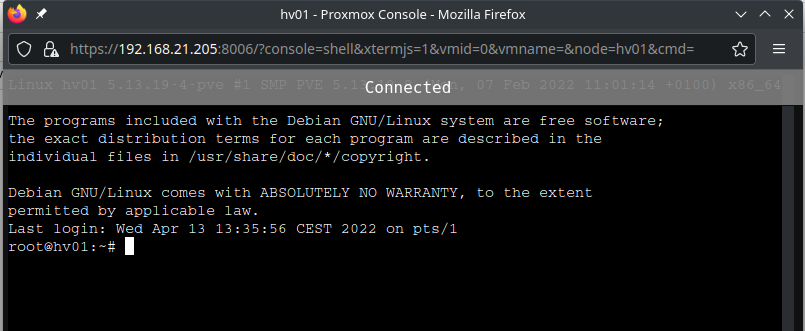 hv01 - Proxmox Console - Mozilla Firefox
https://192.168.21.205:8006/?console=shell&xtermjs=1&vmid=0&vmname=&node=hv01&cmd=
Linux hv01 5.13.19-4-pve #1 SMP PVE 5.13.19- Mon, 07 Feb 2022 11:01:14 +0100) x86_64
Connected
The programs included with the Debian GNU/Linux system are free software;
the exact distribution terms for each program are described in the
individual files in /usr/share/doc/*/copyright.
Debian GNU/Linux comes with ABSOLUTELY NO WARRANTY, to the extent
permitted by applicable law.
Last login: Wed Apr 13 13:35:56 CEST 2022 on pts/1
root@hv01:~#